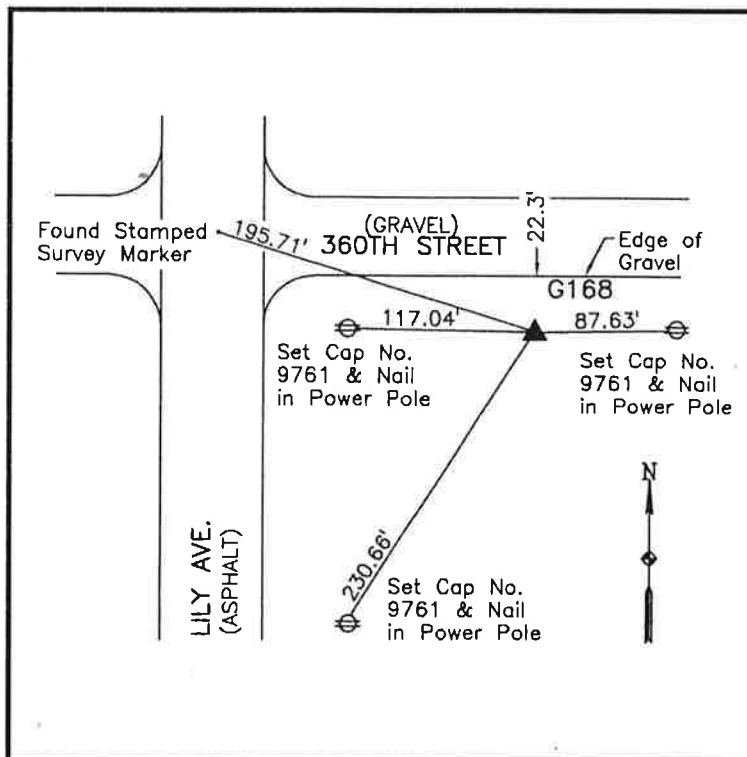 Found Stamped
Survey Marker
195.71'
(GRAVEL)
360TH STREET
22.3'
Edge of
Gravel
G168
117.04'
87.63'
Set Cap No.
9761 & Nail
in Power Pole
Set Cap No.
9761 & Nail
in Power Pole
N
LILY AVE.
(ASPHALT)
230.66'
Set Cap No.
9761 & Nail
in Power Pole